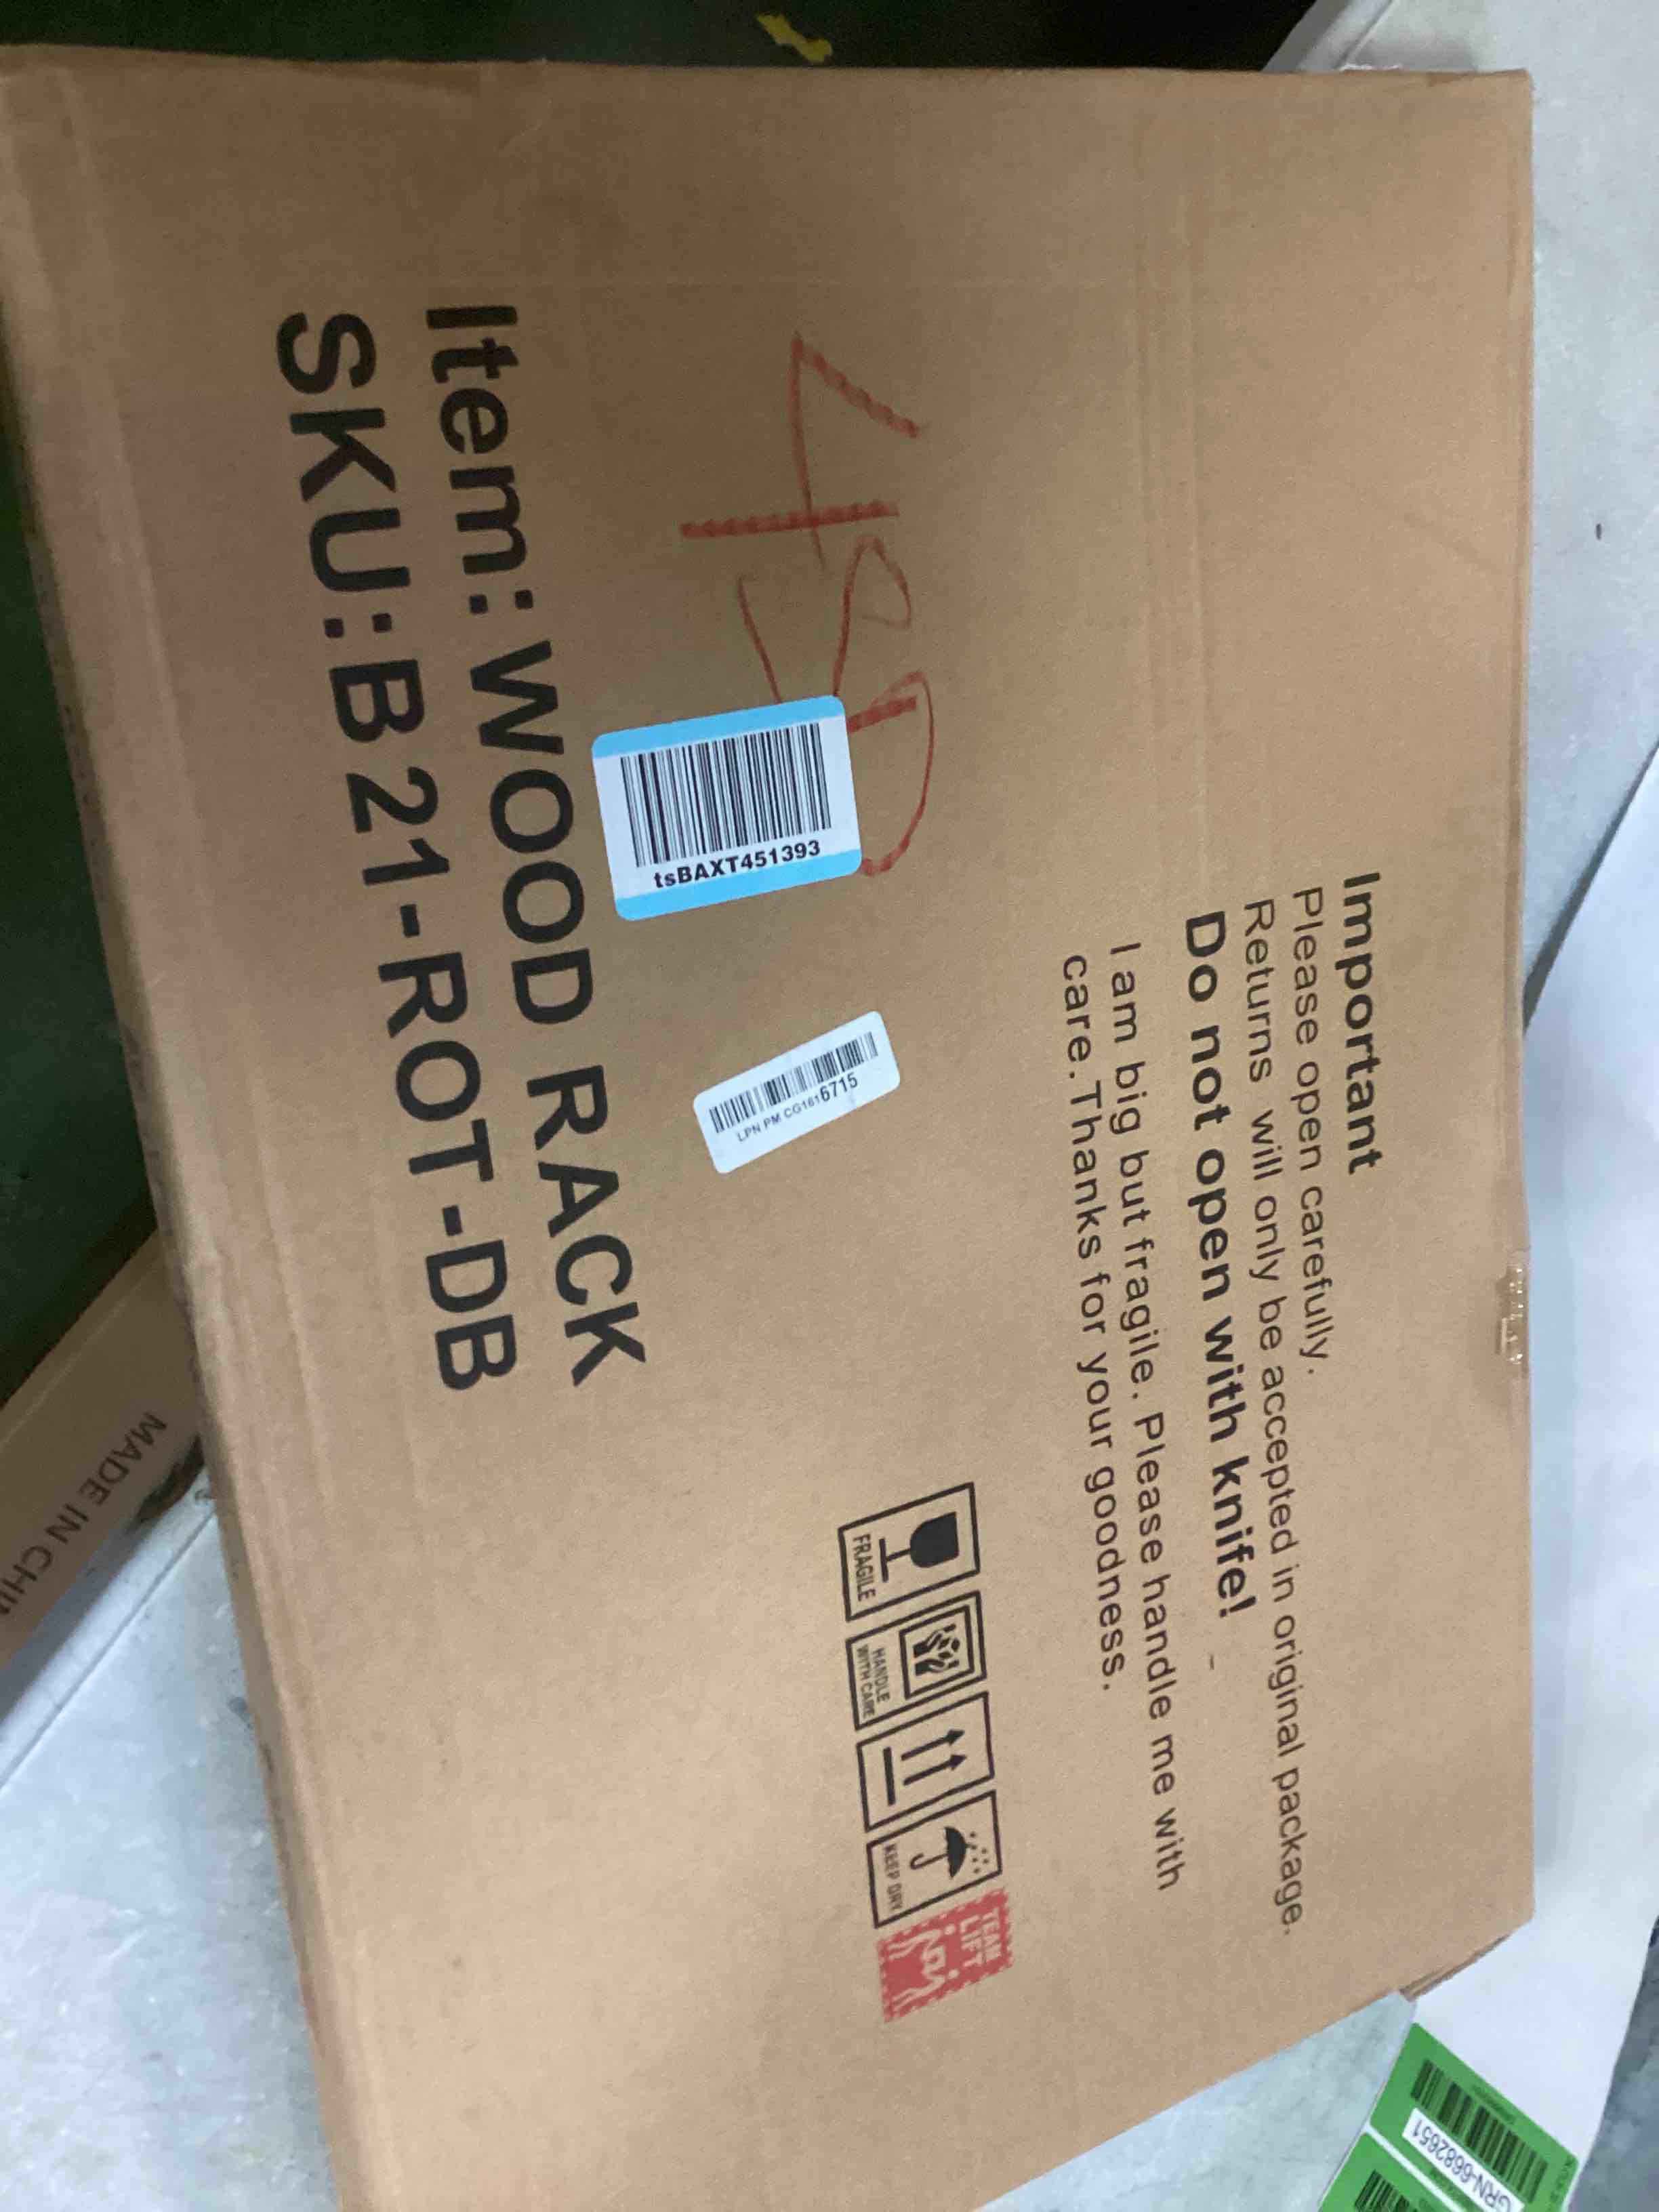 Important
Please open carefully.
Returns will only be accepted in original package.
Do not open with knife!
I am big but fragile. Please handle me with
care. Thanks for your goodness.
tsBAXT451393
LPN PM CG1616715
Item: WOOD RACK
SKU: B21-ROT-DB
FRAGILE
HANDLE
WITH CARE
KEEP DRY
TEAM
LIFT
MADE IN CHI
GRN-6682651